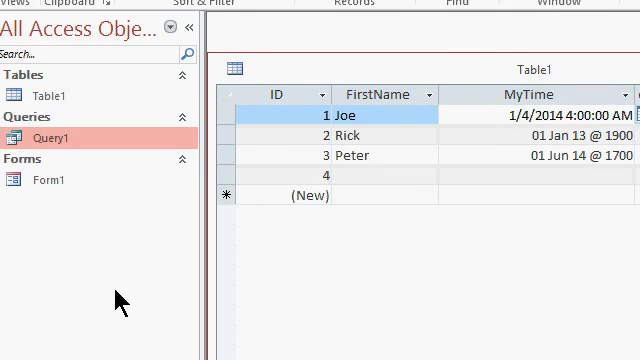 Views Clipboard Sort & Filter Records Find Window
All Access Obje...
Search...
Tables
Table1
Queries
Query1
Forms
Form1
Table1
ID FirstName MyTime
1 Joe 1/4/2014 4:00:00 AM
2 Rick 01 Jan 13 @ 1900
3 Peter 01 Jun 14 @ 1700
4
(New)